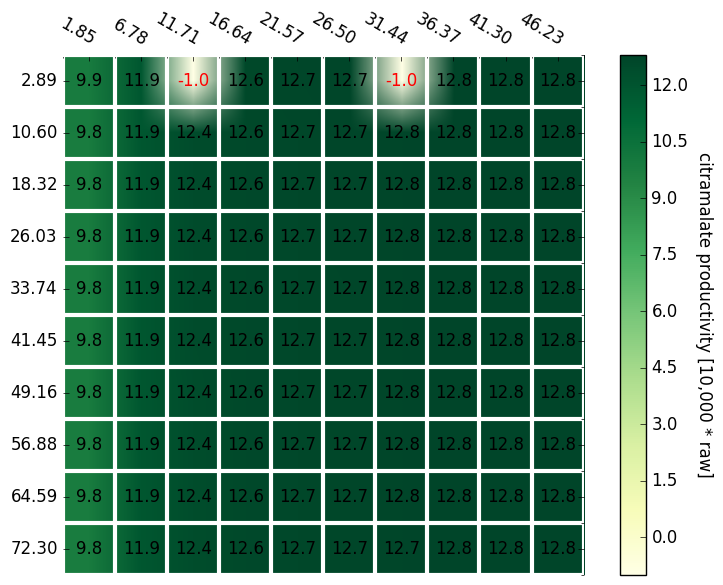 1.85 6.78 11.71 16.64 21.57 26.50 31.44 36.37 41.30 46.23
2.89 9.9 11.9 -1.0 12.6 12.7 12.7 -1.0 12.8 12.8 12.8
10.60 9.8 11.9 12.4 12.6 12.7 12.7 12.8 12.8 12.8 12.8
18.32 9.8 11.9 12.4 12.6 12.7 12.7 12.8 12.8 12.8 12.8
26.03 9.8 11.9 12.4 12.6 12.7 12.7 12.8 12.8 12.8 12.8
33.74 9.8 11.9 12.4 12.6 12.7 12.7 12.8 12.8 12.8 12.8
41.45 9.8 11.9 12.4 12.6 12.7 12.7 12.8 12.8 12.8 12.8
49.16 9.8 11.9 12.4 12.6 12.7 12.7 12.8 12.8 12.8 12.8
56.88 9.8 11.9 12.4 12.6 12.7 12.7 12.8 12.8 12.8 12.8
64.59 9.8 11.9 12.4 12.6 12.7 12.7 12.8 12.8 12.8 12.8
72.30 9.8 11.9 12.4 12.6 12.7 12.7 12.7 12.8 12.8 12.8
12.0
10.5
9.0
7.5
6.0
4.5
3.0
1.5
0.0
citramalate productivity [10,000 * raw]